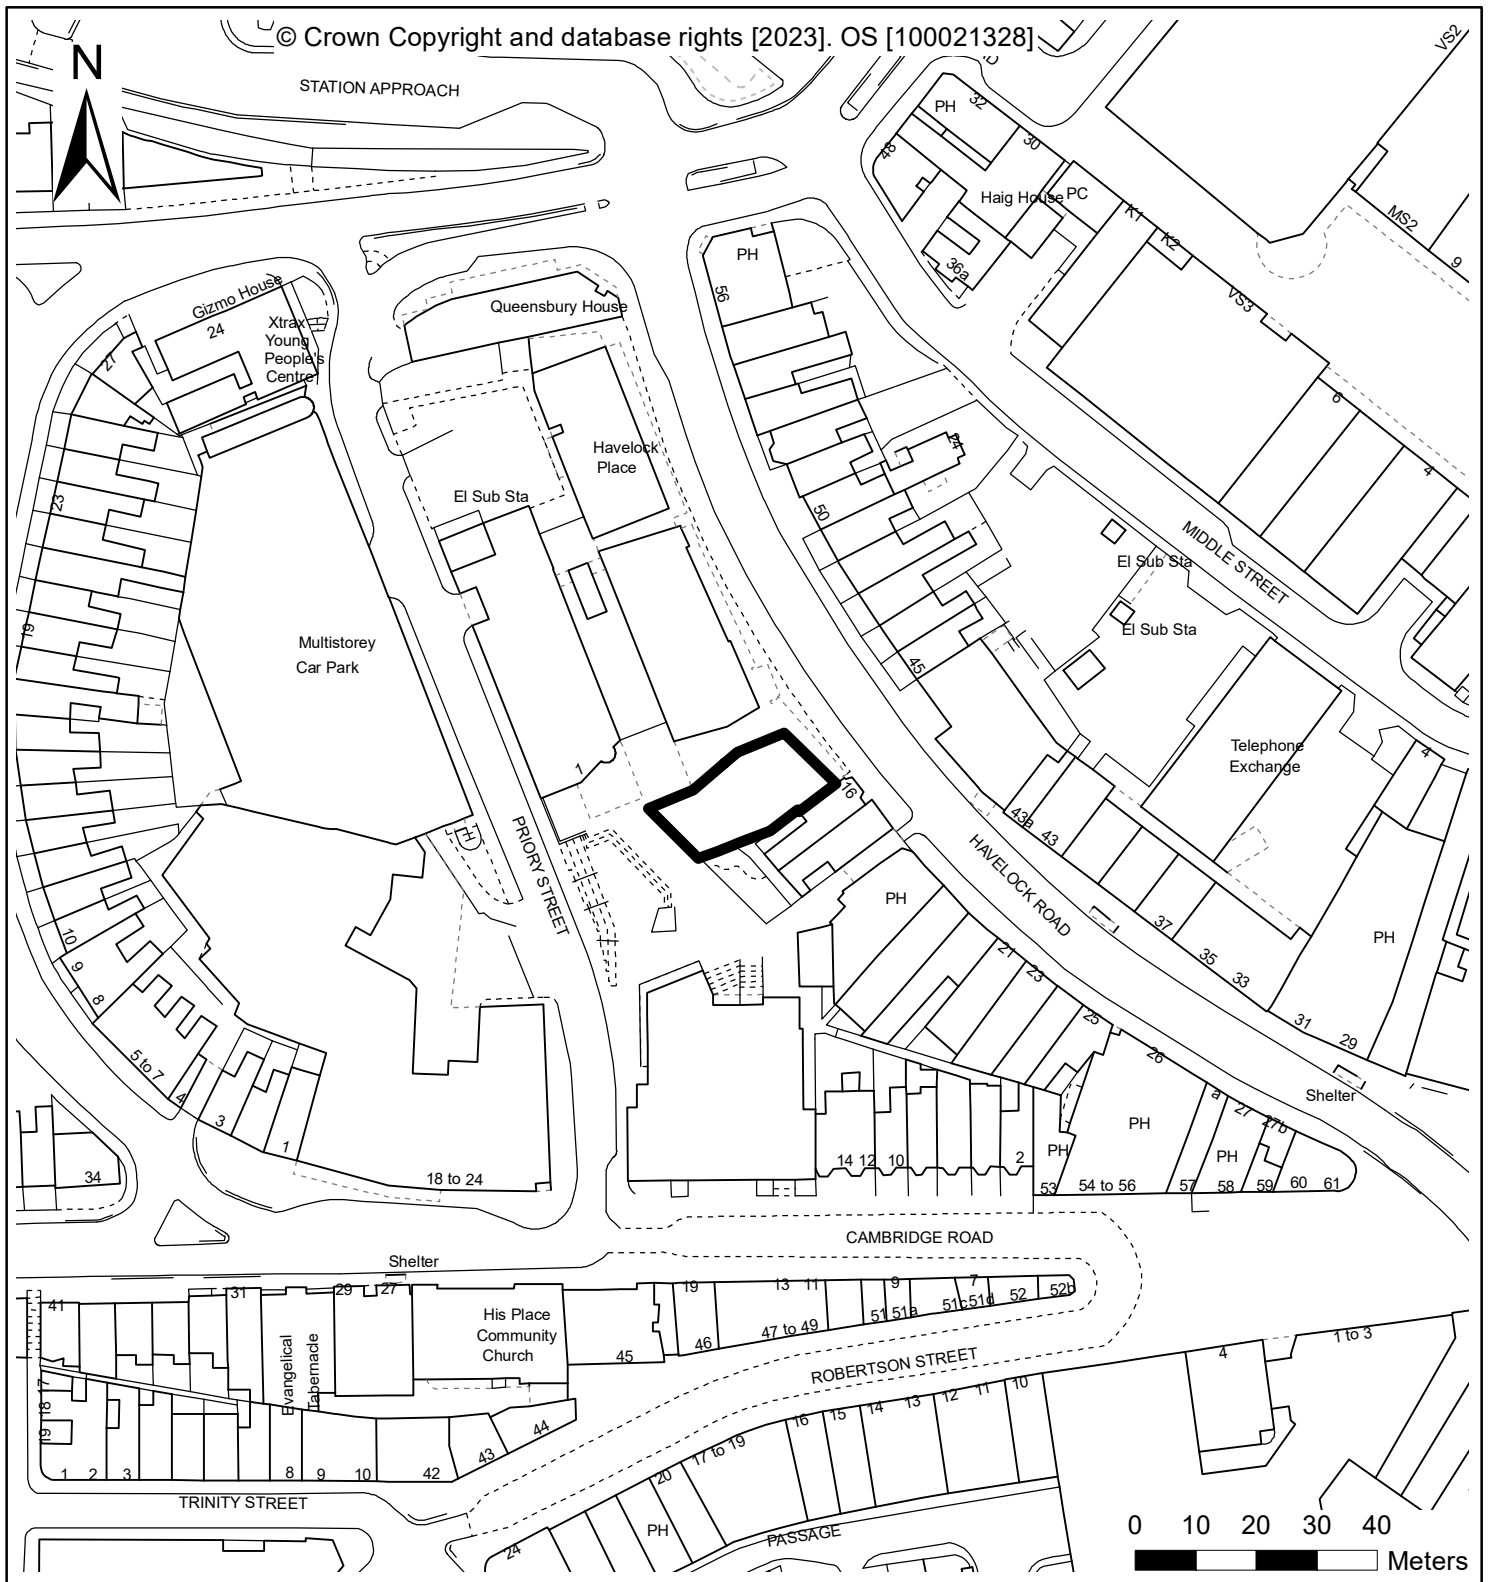 © Crown Copyright and database rights [2023]. OS [100021328]
N
STATION APPROACH
VS2
PH
32
30
48
Haig House
PC
K1
K2
MS2
9
36a
VS3
PH
56
Queensbury House
Gizmo House
24
Xtrax
Young
People's
Centre
27
6
4
Havelock
Place
24
El Sub Sta
23
50
MIDDLE STREET
El Sub Sta
El Sub Sta
19
Multistorey
Car Park
45
Telephone
Exchange
4
1
16
43a
43
H
PRIORY STREET
HAVELOCK ROAD
PH
37
PH
10
9
8
21
23
35
33
25
31
29
26
5 to 7
4
3
1
Shelter
a
27
27b
PH
PH
PH
34
18 to 24
14
12
10
2
53
54 to 56
57
58
59
60
61
CAMBRIDGE ROAD
Shelter
41
31
29
27
19
13
11
9
7
His Place
Community
Church
Evangelical
Tabernacle
45
46
47 to 49
51
51a
51c
51d
52
52b
ROBERTSON STREET
1 to 3
4
17
18
19
16
15
14
13
12
11
10
44
43
17 to 19
20
1
2
3
8
9
10
42
TRINITY STREET
PH
PASSAGE
24
0 10 20 30 40
Meters